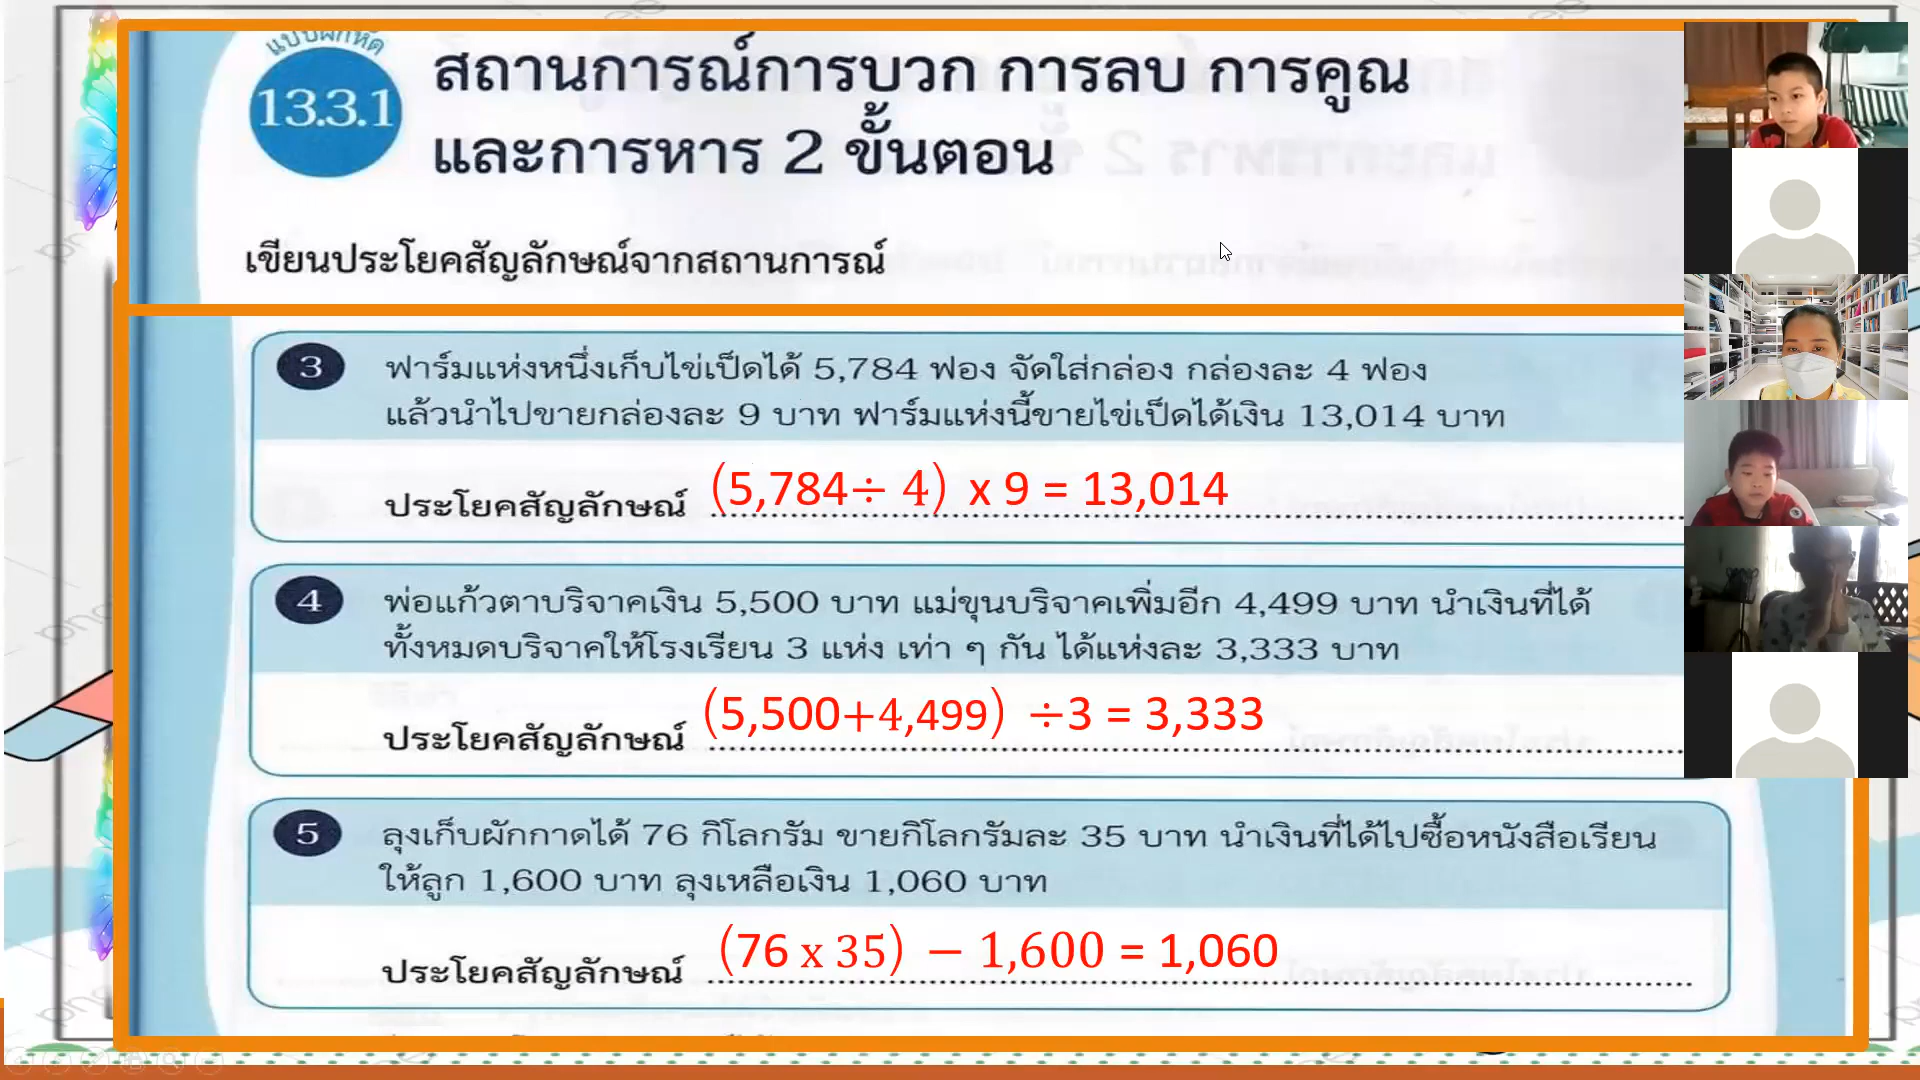 แบบฝึกหัด
13.3.1
สถานการณ์การบวก การลบ การคูณ
และการหาร 2 ขั้นตอน
เขียนประโยคสัญลักษณ์จากสถานการณ์
3
ฟาร์มแห่งหนึ่งเก็บไข่เป็ดได้ 5,784 ฟอง จัดใส่กล่อง กล่องละ 4 ฟอง
แล้วนำไปขายกล่องละ 9 บาท ฟาร์มแห่งนี้ขายไข่เป็ดได้เงิน 13,014 บาท
ประโยคสัญลักษณ์ (5,784÷ 4) x 9 = 13,014
4
พ่อแก้วตาบริจาคเงิน 5,500 บาท แม่ขุนบริจาคเพิ่มอีก 4,499 บาท นำเงินที่ได้
ทั้งหมดบริจาคให้โรงเรียน 3 แห่ง เท่า ๆ กัน ได้แห่งละ 3,333 บาท
ประโยคสัญลักษณ์ (5,500+4,499) ÷3 = 3,333
5
ลุงเก็บผักกาดได้ 76 กิโลกรัม ขายกิโลกรัมละ 35 บาท นำเงินที่ได้ไปซื้อหนังสือเรียน
ให้ลูก 1,600 บาท ลุงเหลือเงิน 1,060 บาท
ประโยคสัญลักษณ์ (76 x 35) − 1,600 = 1,060